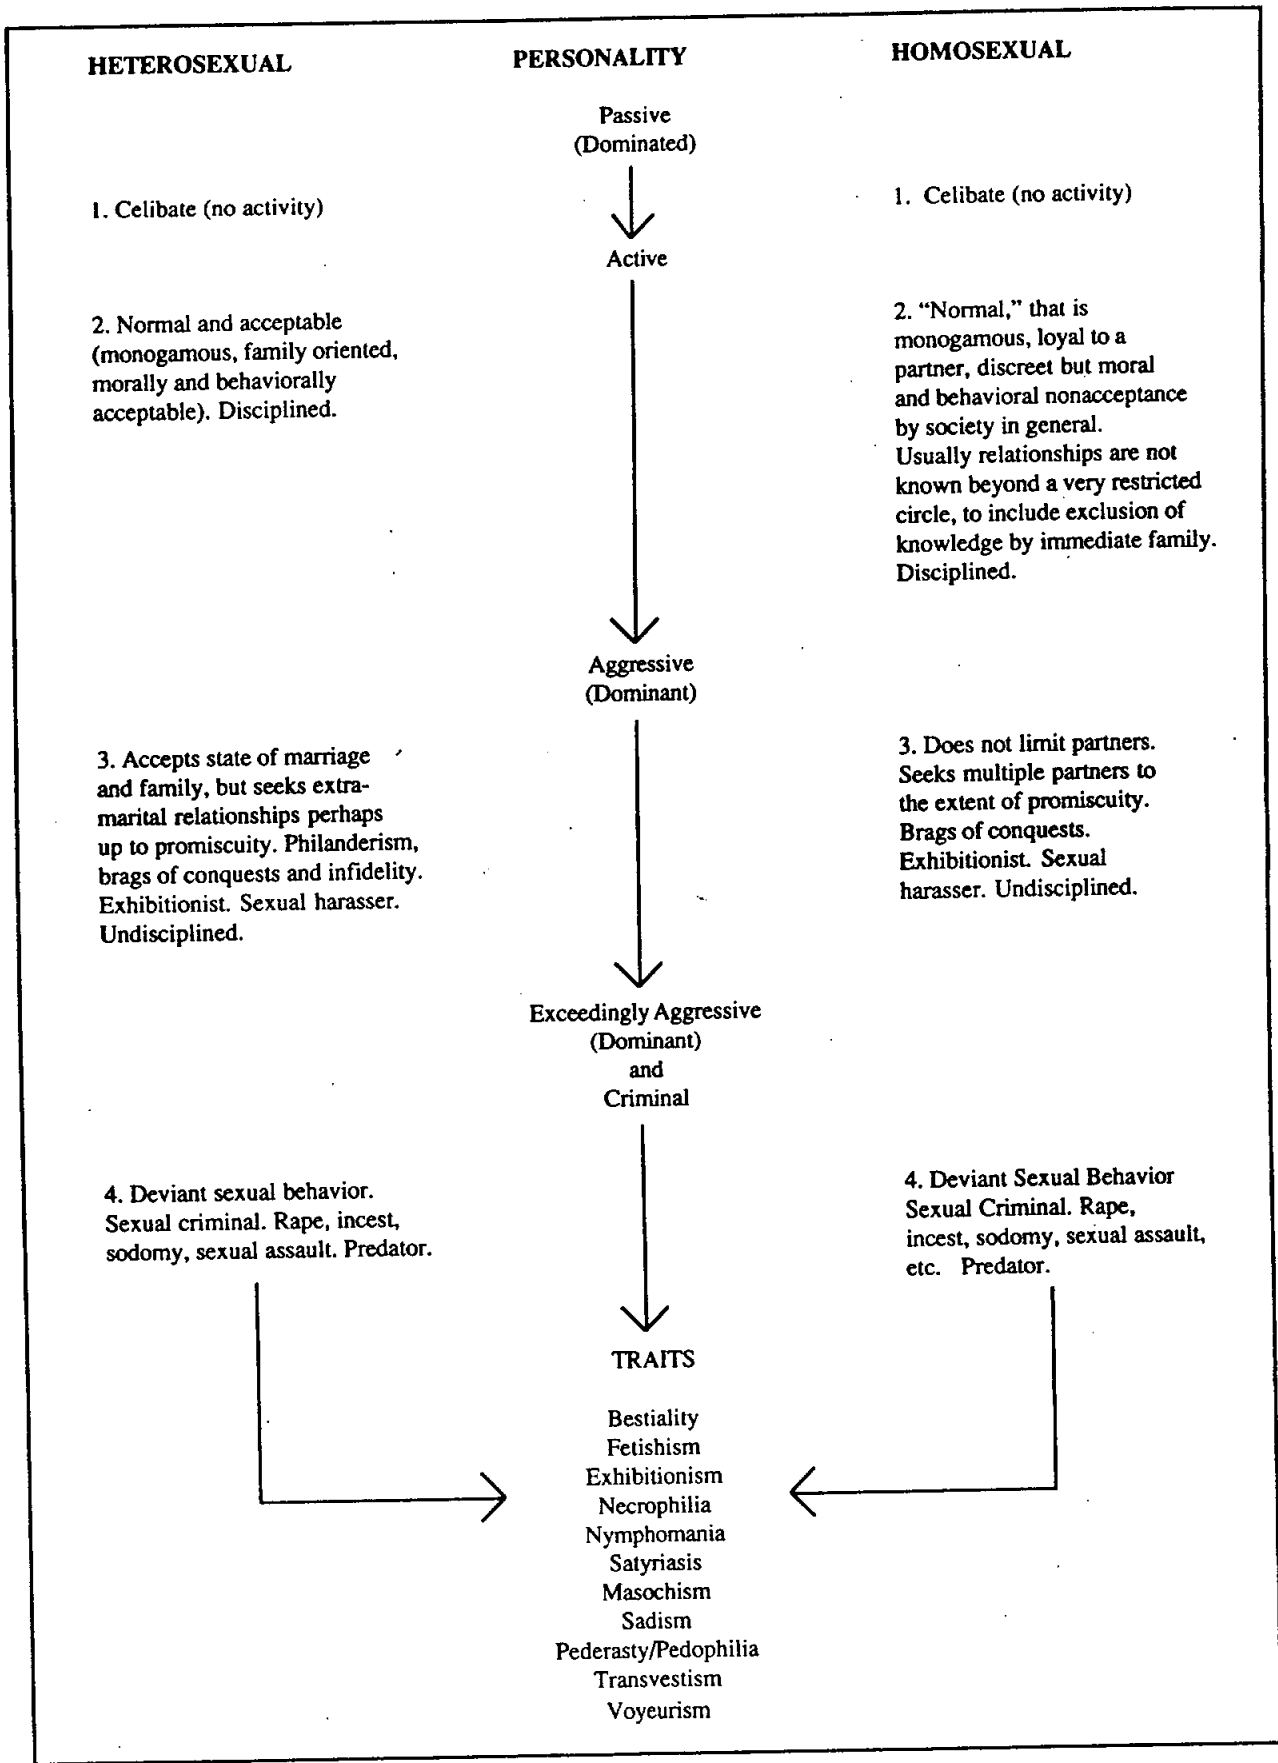 HETEROSEXUAL
PERSONALITY
HOMOSEXUAL
Passive
(Dominated)
1. Celibate (no activity)
1. Celibate (no activity)
Active
2. Normal and acceptable
(monogamous, family oriented,
morally and behaviorally
acceptable). Disciplined.
2. “Normal,” that is
monogamous, loyal to a
partner, discreet but moral
and behavioral nonacceptance
by society in general.
Usually relationships are not
known beyond a very restricted
circle, to include exclusion of
knowledge by immediate family.
Disciplined.
Aggressive
(Dominant)
3. Accepts state of marriage
and family, but seeks extra-
marital relationships perhaps
up to promiscuity. Philanderism,
brags of conquests and infidelity.
Exhibitionist. Sexual harasser.
Undisciplined.
3. Does not limit partners.
Seeks multiple partners to
the extent of promiscuity.
Brags of conquests.
Exhibitionist. Sexual
harasser. Undisciplined.
Exceedingly Aggressive
(Dominant)
and
Criminal
4. Deviant sexual behavior.
Sexual criminal. Rape, incest,
sodomy, sexual assault. Predator.
4. Deviant Sexual Behavior
Sexual Criminal. Rape,
incest, sodomy, sexual assault,
etc. Predator.
TRAITS
Bestiality
Fetishism
Exhibitionism
Necrophilia
Nymphomania
Satyriasis
Masochism
Sadism
Pederasty/Pedophilia
Transvestism
Voyeurism